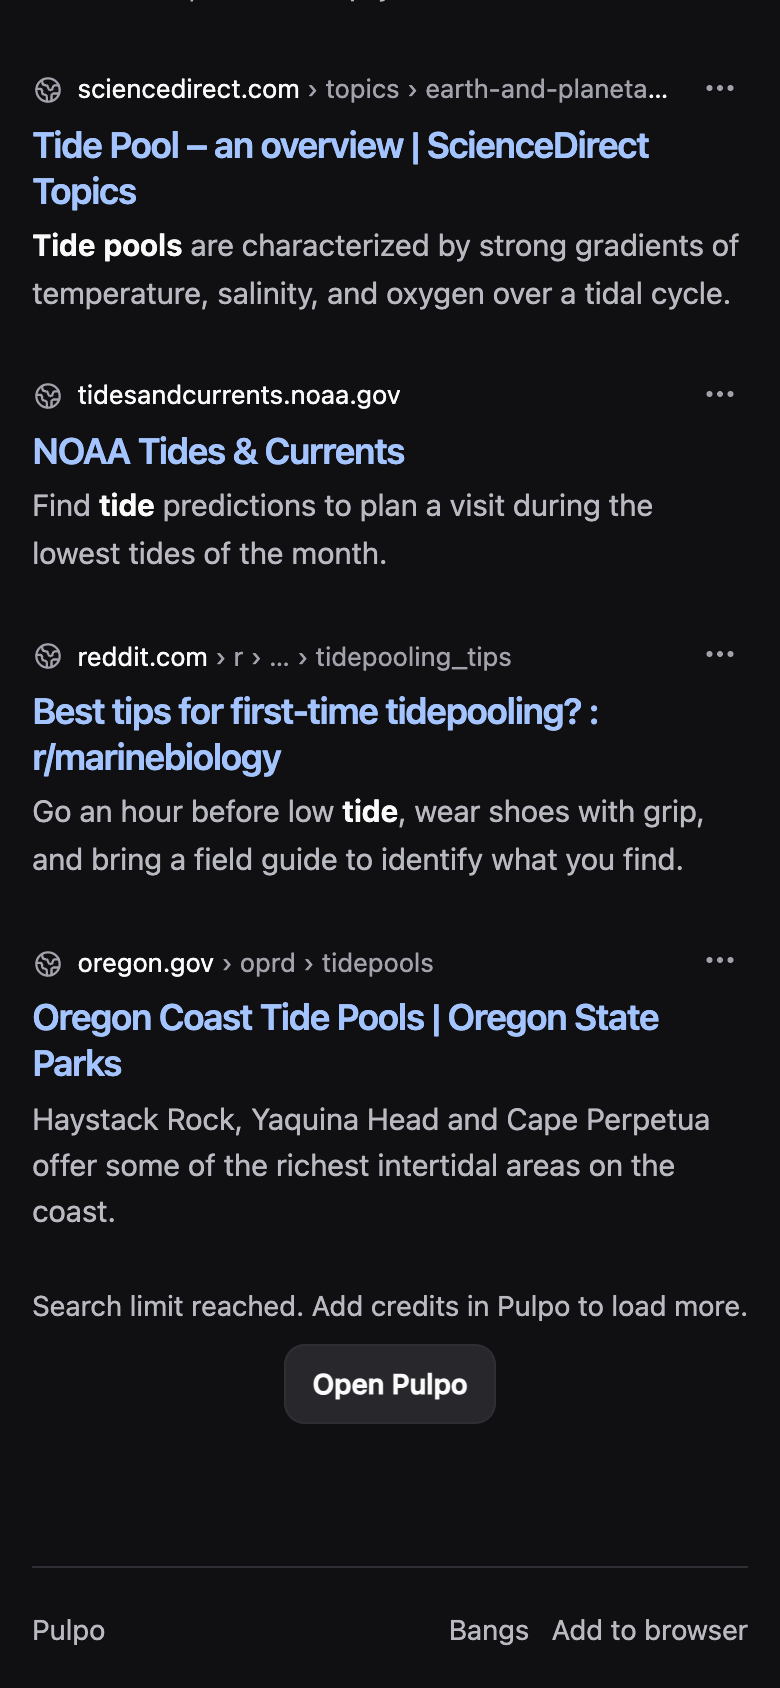 sciencedirect.com › topics › earth-and-planeta...
Tide Pool – an overview | ScienceDirect
Topics
Tide pools are characterized by strong gradients of
temperature, salinity, and oxygen over a tidal cycle.
tidesandcurrents.noaa.gov
NOAA Tides & Currents
Find tide predictions to plan a visit during the
lowest tides of the month.
reddit.com › r › ... › tidepooling_tips
Best tips for first-time tidepooling? :
r/marinebiology
Go an hour before low tide, wear shoes with grip,
and bring a field guide to identify what you find.
oregon.gov › oprd › tidepools
Oregon Coast Tide Pools | Oregon State
Parks
Haystack Rock, Yaquina Head and Cape Perpetua
offer some of the richest intertidal areas on the
coast.
Search limit reached. Add credits in Pulpo to load more.
Open Pulpo
Pulpo Bangs Add to browser